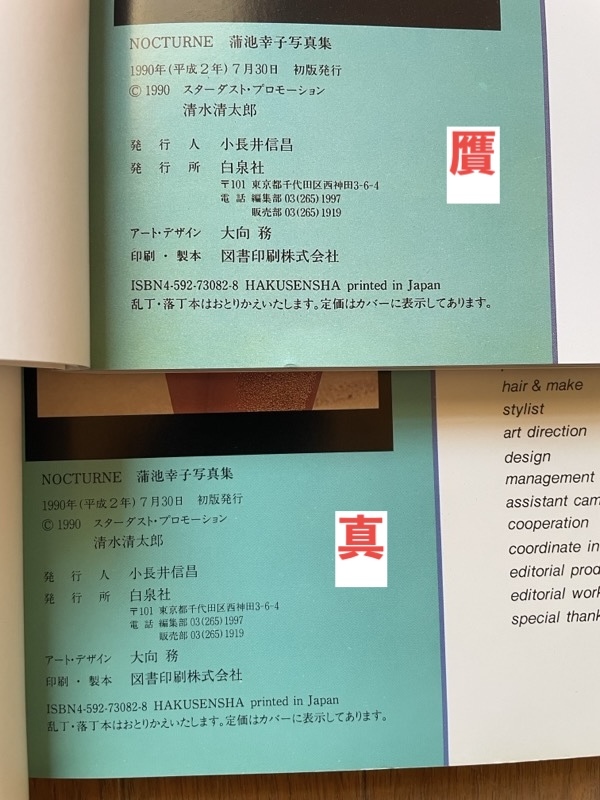 NOCTURNE 蒲池幸子写真集
1990年(平成2年)7月30日 初版発行
© 1990 スターダスト・プロモーション
清水清太郎
発行人 小長井信昌
発行所 白泉社
〒101 東京都千代田区西神田3-6-4
電話 編集部 03(265)1997
販売部 03(265)1919
アート・デザイン 大向 務
印刷・製本 図書印刷株式会社
ISBN4-592-73082-8 HAKUSENSHA printed in Japan
乱丁・落丁本はおとりかえいたします。定価はカバーに表示してあります。
贋
NOCTURNE 蒲池幸子写真集
1990年(平成2年)7月30日 初版発行
© 1990 スターダスト・プロモーション
清水清太郎
発行人 小長井信昌
発行所 白泉社
〒101 東京都千代田区西神田3-6-4
電話 編集部 03(265)1997
販売部 03(265)1919
アート・デザイン 大向 務
印刷・製本 図書印刷株式会社
ISBN4-592-73082-8 HAKUSENSHA printed in Japan
乱丁・落丁本はおとりかえいたします。定価はカバーに表示してあります。
真
hair & make
stylist
art direction
design
management
assistant cam
cooperation
coordinate in
editorial prod
editorial work
special thank